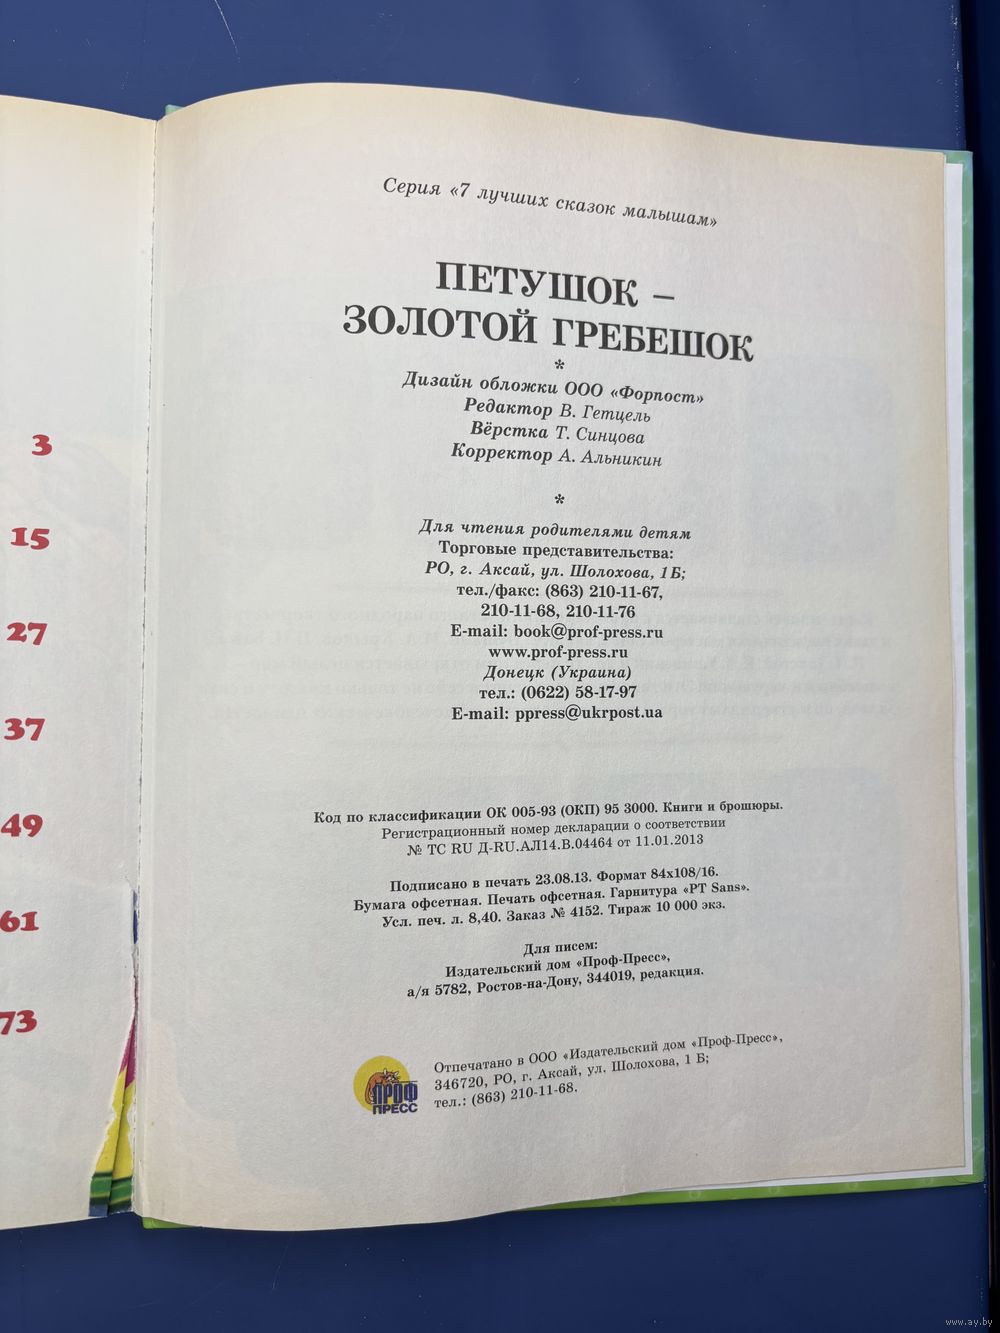 3
15
27
37
49
61
73
Серия «7 лучших сказок малышам»
ПЕТУШОК –
ЗОЛОТОЙ ГРЕБЕШОК
*
Дизайн обложки ООО «Форпост»
Редактор В. Гетцель
Вёрстка Т. Синцова
Корректор А. Альникин
*
Для чтения родителями детям
Торговые представительства:
РО, г. Аксай, ул. Шолохова, 1Б;
тел./факс: (863) 210-11-67,
210-11-68, 210-11-76
E-mail: book@prof-press.ru
www.prof-press.ru
Донецк (Украина)
тел.: (0622) 58-17-97
E-mail: ppress@ukrpost.ua
Код по классификации ОК 005-93 (ОКП) 95 3000. Книги и брошюры.
Регистрационный номер декларации о соответствии
№ ТС RU Д-RU.АЛ14.В.04464 от 11.01.2013
Подписано в печать 23.08.13. Формат 84х108/16.
Бумага офсетная. Печать офсетная. Гарнитура «PT Sans».
Усл. печ. л. 8,40. Заказ № 4152. Тираж 10 000 экз.
Для писем:
Издательский дом «Проф-Пресс»,
а/я 5782, Ростов-на-Дону, 344019, редакция.
ПРОФ
ПРЕСС
Отпечатано в ООО «Издательский дом «Проф-Пресс»,
346720, РО, г. Аксай, ул. Шолохова, 1 Б;
тел.: (863) 210-11-68.
www.ay.by